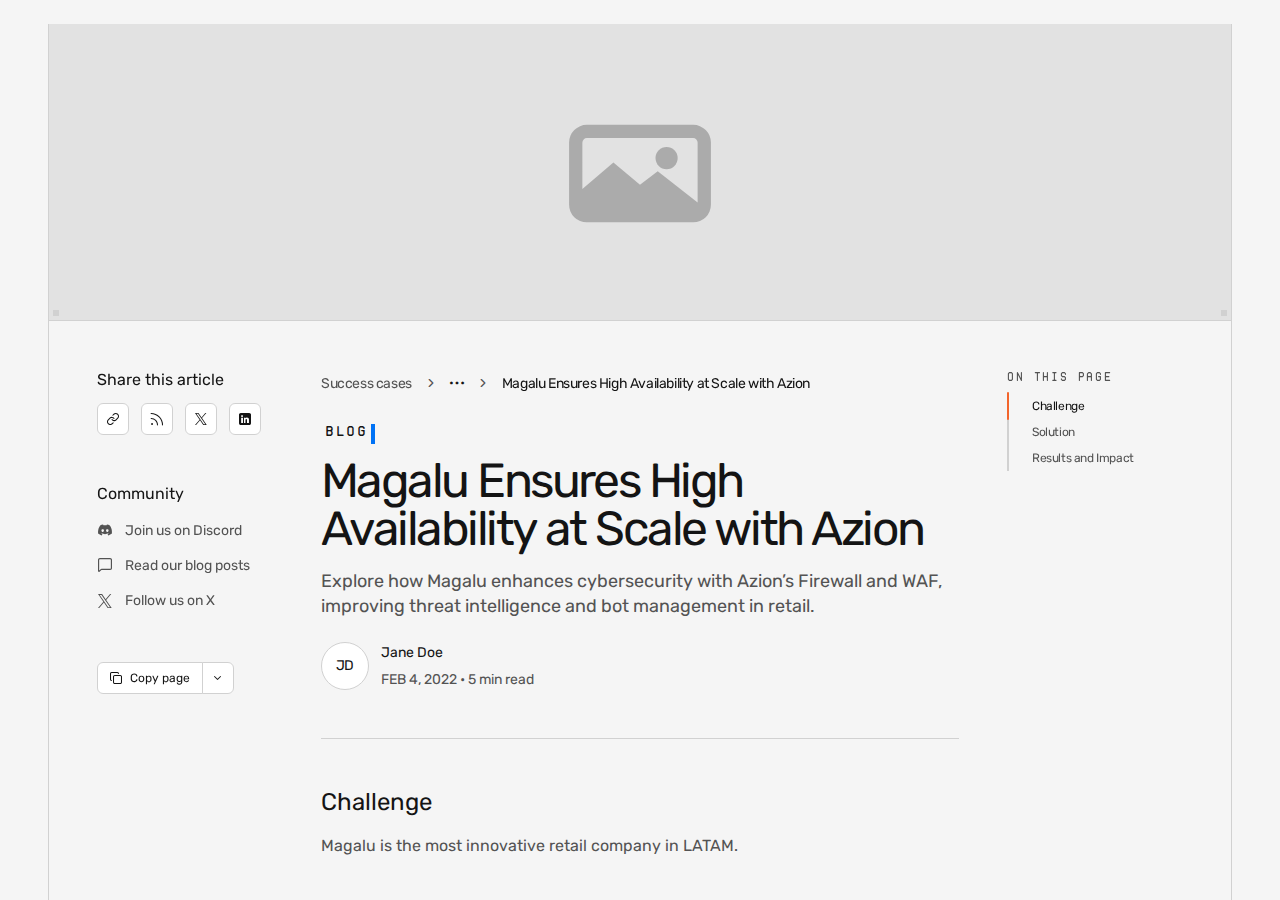 Share this article
Community
Join us on Discord
Read our blog posts
Follow us on X
Copy page
Success cases > ••• > Magalu Ensures High Availability at Scale with Azion
BLOG
Magalu Ensures High
Availability at Scale with Azion
Explore how Magalu enhances cybersecurity with Azion’s Firewall and WAF,
improving threat intelligence and bot management in retail.
JD
Jane Doe
FEB 4, 2022 • 5 min read
Challenge
Magalu is the most innovative retail company in LATAM.
ON THIS PAGE
Challenge
Solution
Results and Impact